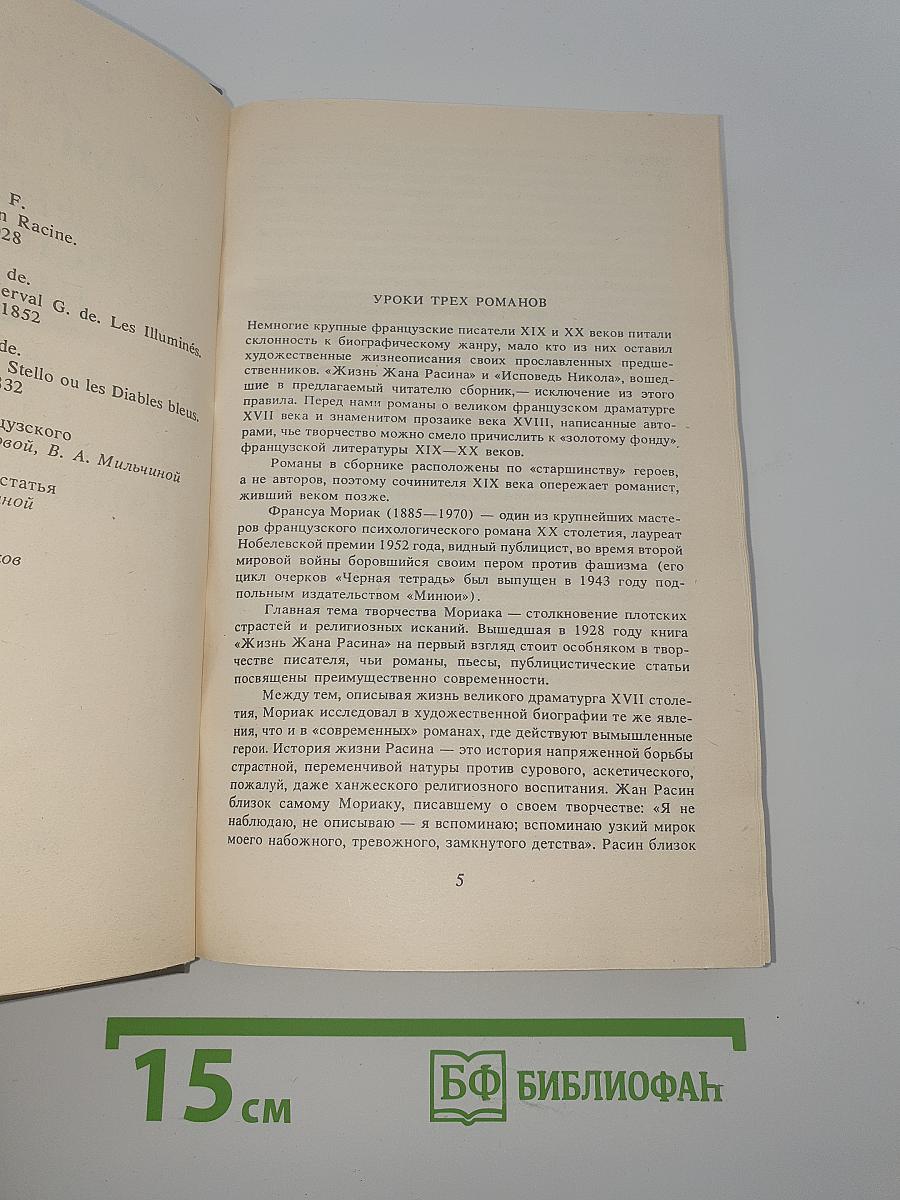 F.
n Racine.
928
de.
erval G. de. Les Illuminés.
1852
de.
Stello ou les Diables bleus.
832
цузского
овой, В. А. Мильчиной
статья
ной
ков
УРОКИ ТРЕХ РОМАНОВ
Немногие крупные французские писатели XIX и XX веков питали
склонность к биографическому жанру, мало кто из них оставил
художественные жизнеописания своих прославленных предше-
ственников. «Жизнь Жана Расина» и «Исповедь Никола», вошед-
шие в предлагаемый читателю сборник,— исключение из этого
правила. Перед нами романы о великом французском драматурге
XVII века и знаменитом прозаике века XVIII, написанные авто-
рами, чье творчество можно смело причислить к «золотому фонду»
французской литературы XIX—XX веков.
Романы в сборнике расположены по «старшинству» героев,
а не авторов, поэтому сочинителя XIX века опережает романист,
живший веком позже.
Франсуа Мориак (1885—1970) — один из крупнейших масте-
ров французского психологического романа XX столетия, лауреат
Нобелевской премии 1952 года, видный публицист, во время второй
мировой войны боровшийся своим пером против фашизма (его
цикл очерков «Черная тетрадь» был выпущен в 1943 году под-
польным издательством «Минюи»).
Главная тема творчества Мориака — столкновение плотских
страстей и религиозных исканий. Вышедшая в 1928 году книга
«Жизнь Жана Расина» на первый взгляд стоит особняком в твор-
честве писателя, чьи романы, пьесы, публицистические статьи
посвящены преимущественно современности.
Между тем, описывая жизнь великого драматурга XVII столе-
тия, Мориак исследовал в художественной биографии те же явле-
ния, что и в «современных» романах, где действуют вымышленные
герои. История жизни Расина — это история напряженной борьбы
страстной, переменчивой натуры против сурового, аскетического,
пожалуй, даже ханжеского религиозного воспитания. Жан Расин
близок самому Мориаку, писавшему о своем творчестве: «Я не
наблюдаю, не описываю — я вспоминаю; вспоминаю узкий мирок
моего набожного, тревожного, замкнутого детства». Расин близок
5
15 см
БФ БИБЛИОФАН